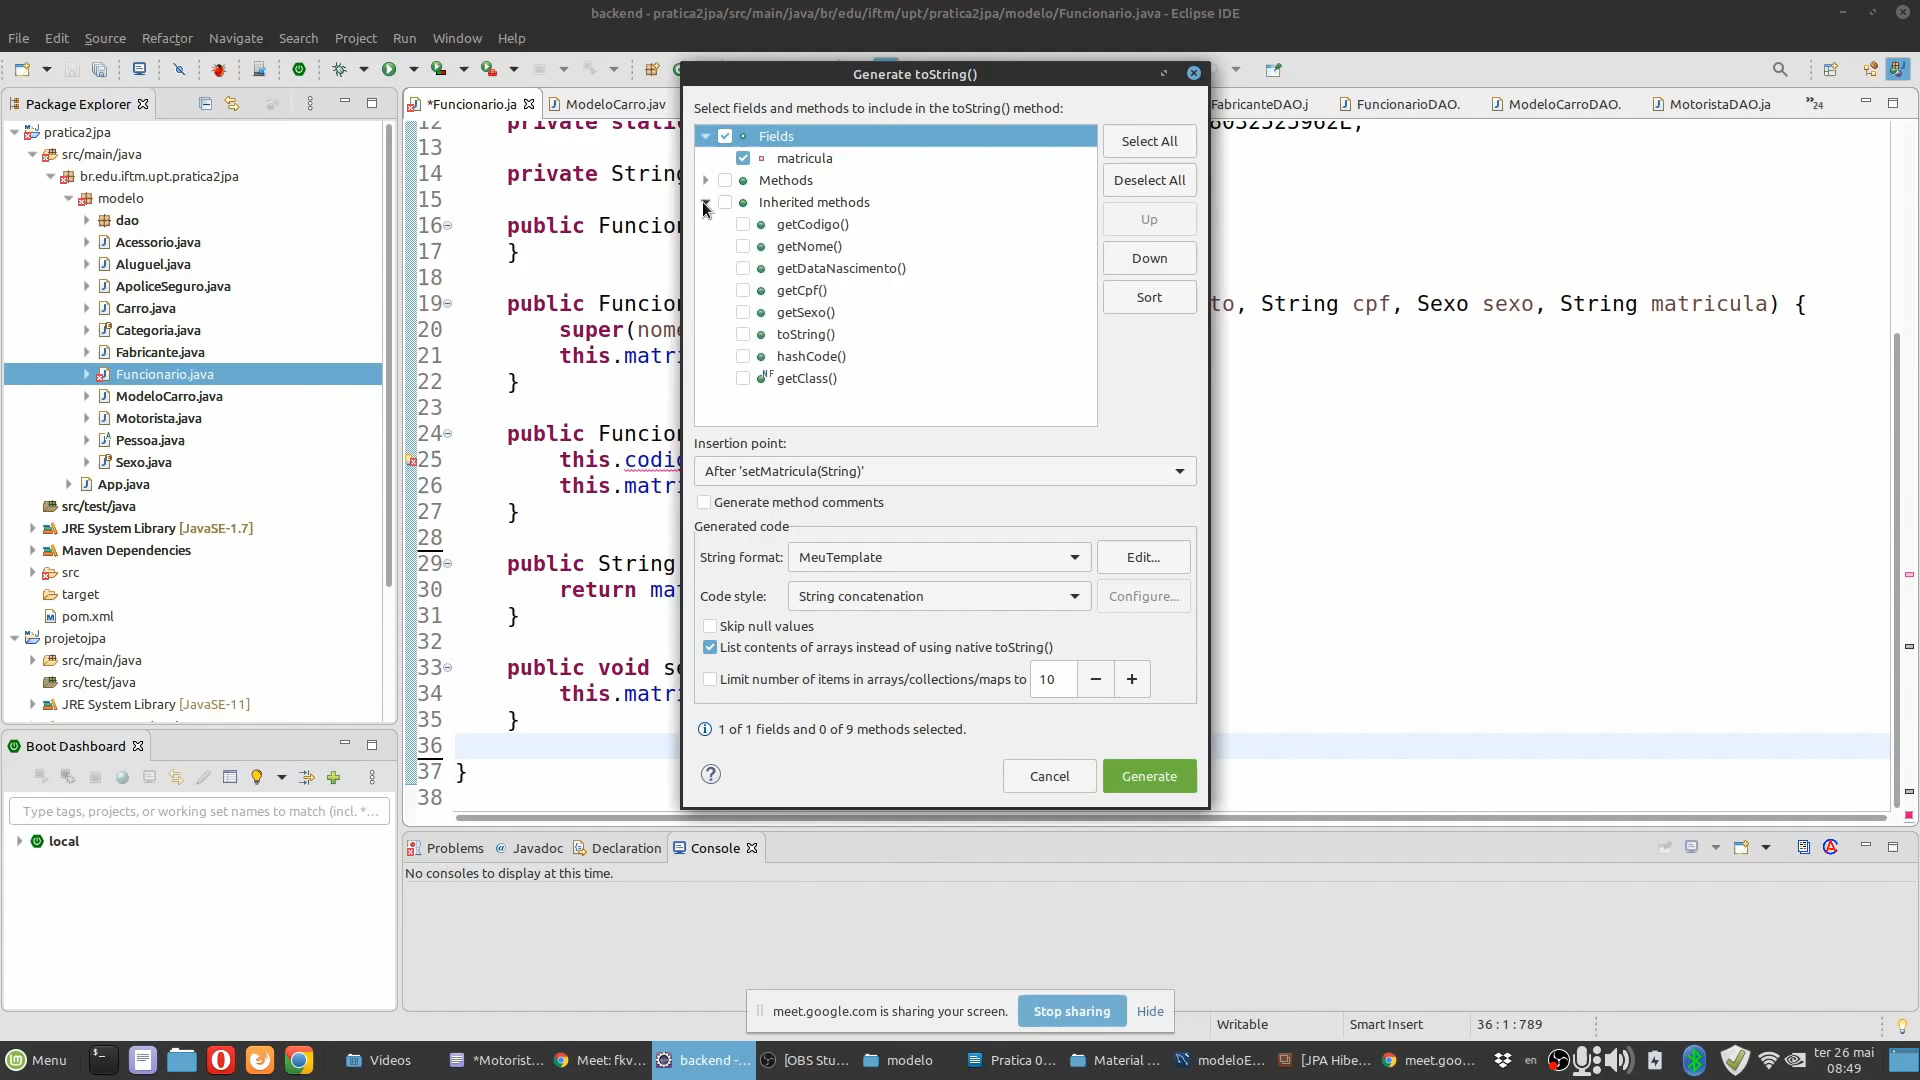 backend - pratica2jpa/src/main/java/br/edu/iftm/upt/pratica2jpa/modelo/Funcionario.java - Eclipse IDE
File Edit Source Refactor Navigate Search Project Run Window Help
Package Explorer
*Funcionario.ja
ModeloCarro.jav
FabricanteDAO.j
FuncionarioDAO.
ModeloCarroDAO.
MotoristaDAO.ja
24
pratica2jpa
src/main/java
br.edu.iftm.upt.pratica2jpa
modelo
dao
Acessorio.java
Aluguel.java
ApoliceSeguro.java
Carro.java
Categoria.java
Fabricante.java
Funcionario.java
ModeloCarro.java
Motorista.java
Pessoa.java
Sexo.java
App.java
src/test/java
JRE System Library [JavaSE-1.7]
Maven Dependencies
src
target
pom.xml
projetojpa
src/main/java
src/test/java
JRE System Library [JavaSE-11]
Boot Dashboard
Type tags, projects, or working set names to match (incl. *...
local
12 private stati 8032525962L;
13
14 private String
15
16 public Funcion
17 }
18
19 public Funcion to, String cpf, Sexo sexo, String matricula) {
20 super(nome
21 this.matri
22 }
23
24 public Funcion
25 this.codic
26 this.matri
27 }
28
29 public String
30 return mat
31 }
32
33 public void se
34 this.matri
35 }
36
37 }
38
Generate toString()
Select fields and methods to include in the toString() method:
Fields
matricula
Methods
Inherited methods
getCodigo()
getNome()
getDataNascimento()
getCpf()
getSexo()
toString()
hashCode()
getClass()
Select All
Deselect All
Up
Down
Sort
Insertion point:
After 'setMatricula(String)'
Generate method comments
Generated code
String format: MeuTemplate Edit...
Code style: String concatenation Configure...
Skip null values
List contents of arrays instead of using native toString()
Limit number of items in arrays/collections/maps to 10
1 of 1 fields and 0 of 9 methods selected.
Cancel Generate
Problems Javadoc Declaration Console
No consoles to display at this time.
meet.google.com is sharing your screen. Stop sharing Hide
Writable Smart Insert 36 : 1 : 789
Menu Videos *Motorist... Meet: fkv... backend -... [OBS Stu... modelo Pratica 0... Material ... modeloE... [JPA Hibe... meet.goo... en ter 26 mai
08:49